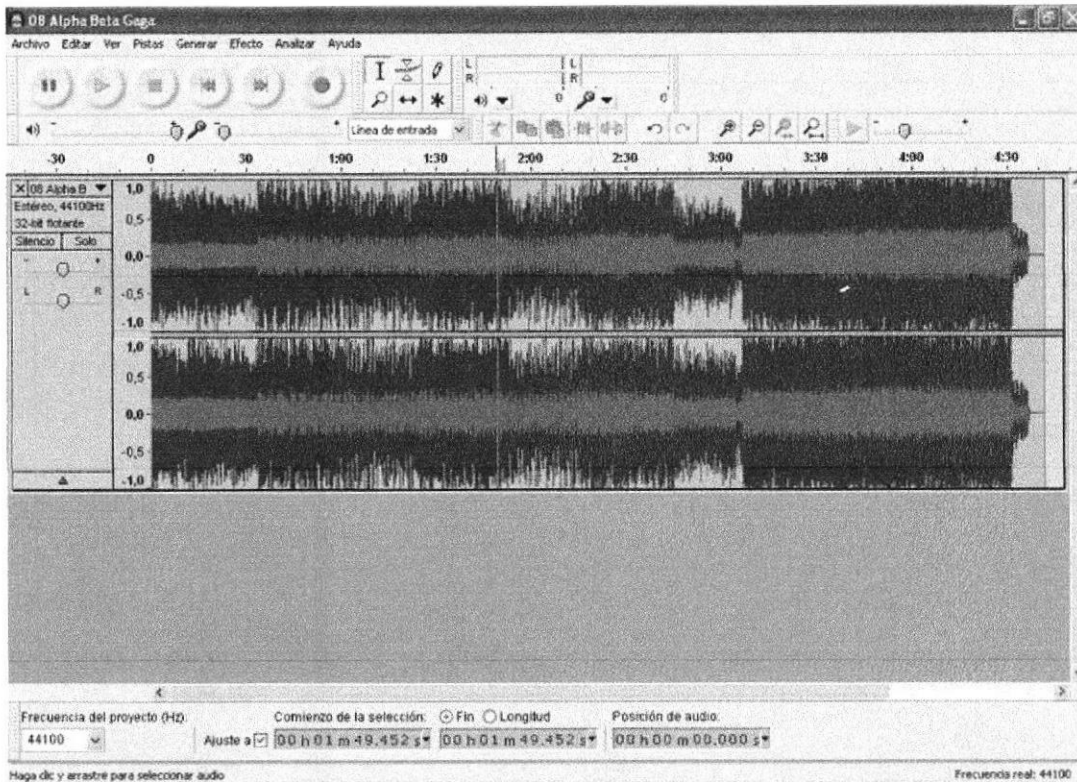 08 Alpha Beta Gaga
Archivo Editar Ver Pistas Generar Efecto Analizar Ayuda
L
R
L
R
0
0
- + - +
Línea de entrada
- +
-30 0 30 1:00 1:30 2:00 2:30 3:00 3:30 4:00 4:30
08 Alpha B
Estéreo, 44100Hz
32-bit flotante
Silencio Solo
- +
L R
1,0
0,5
0,0
-0,5
-1,0
1,0
0,5
0,0
-0,5
-1,0
Frecuencia del proyecto (Hz): Comienzo de la selección: Fin Longitud Posición de audio:
44100 Ajuste a 00 h 01 m 49.452 s 00 h 01 m 49.452 s 00 h 00 m 00.000 s
Haga clic y arrastre para seleccionar audio Frecuencia real: 44100